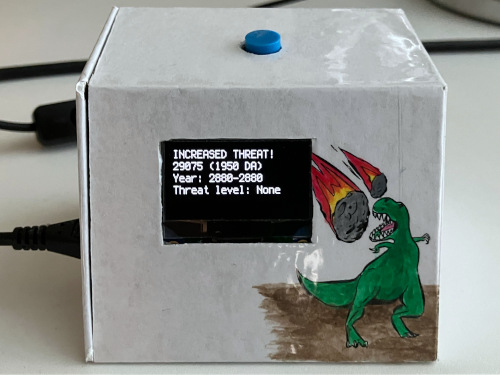 INCREASED THREAT!
29075 (1950 DA)
Year: 2880-2880
Threat level: None